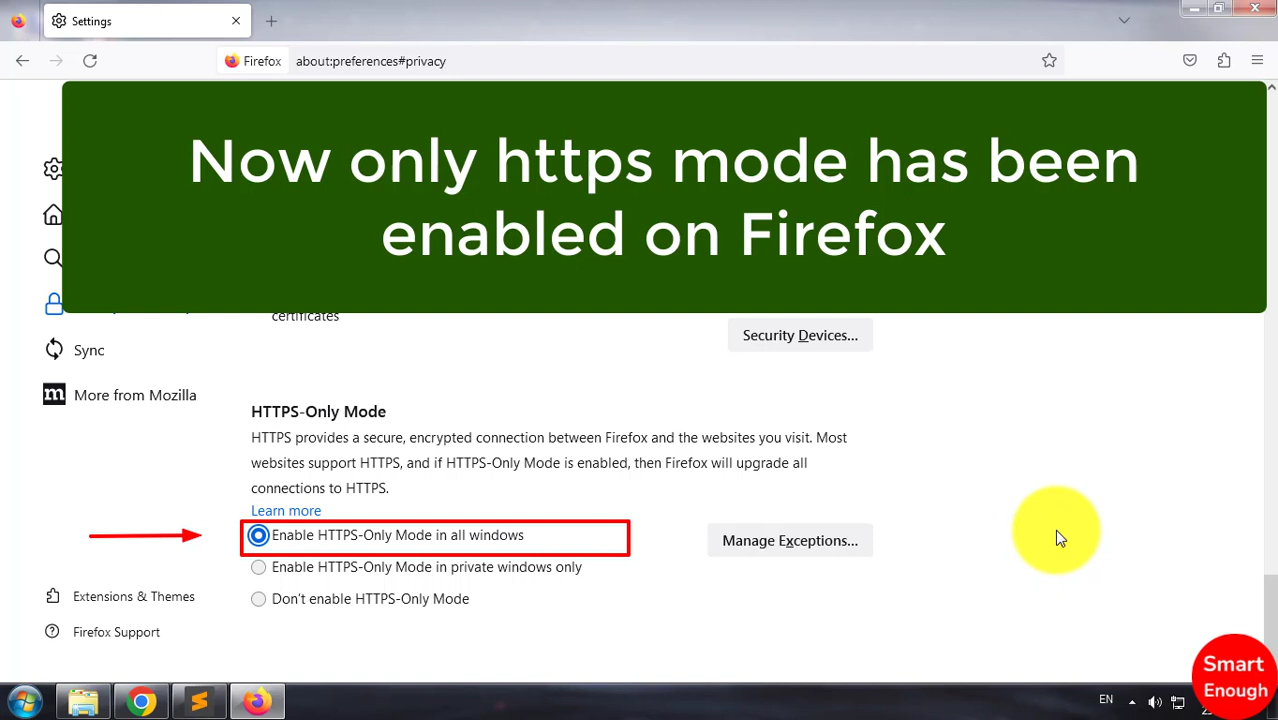 Settings
Firefox
about:preferences#privacy
Now only https mode has been
enabled on Firefox
certificates
Security Devices...
Sync
More from Mozilla
HTTPS-Only Mode
HTTPS provides a secure, encrypted connection between Firefox and the websites you visit. Most
websites support HTTPS, and if HTTPS-Only Mode is enabled, then Firefox will upgrade all
connections to HTTPS.
Learn more
Enable HTTPS-Only Mode in all windows
Manage Exceptions...
Enable HTTPS-Only Mode in private windows only
Don't enable HTTPS-Only Mode
Extensions & Themes
Firefox Support
Smart
Enough
EN